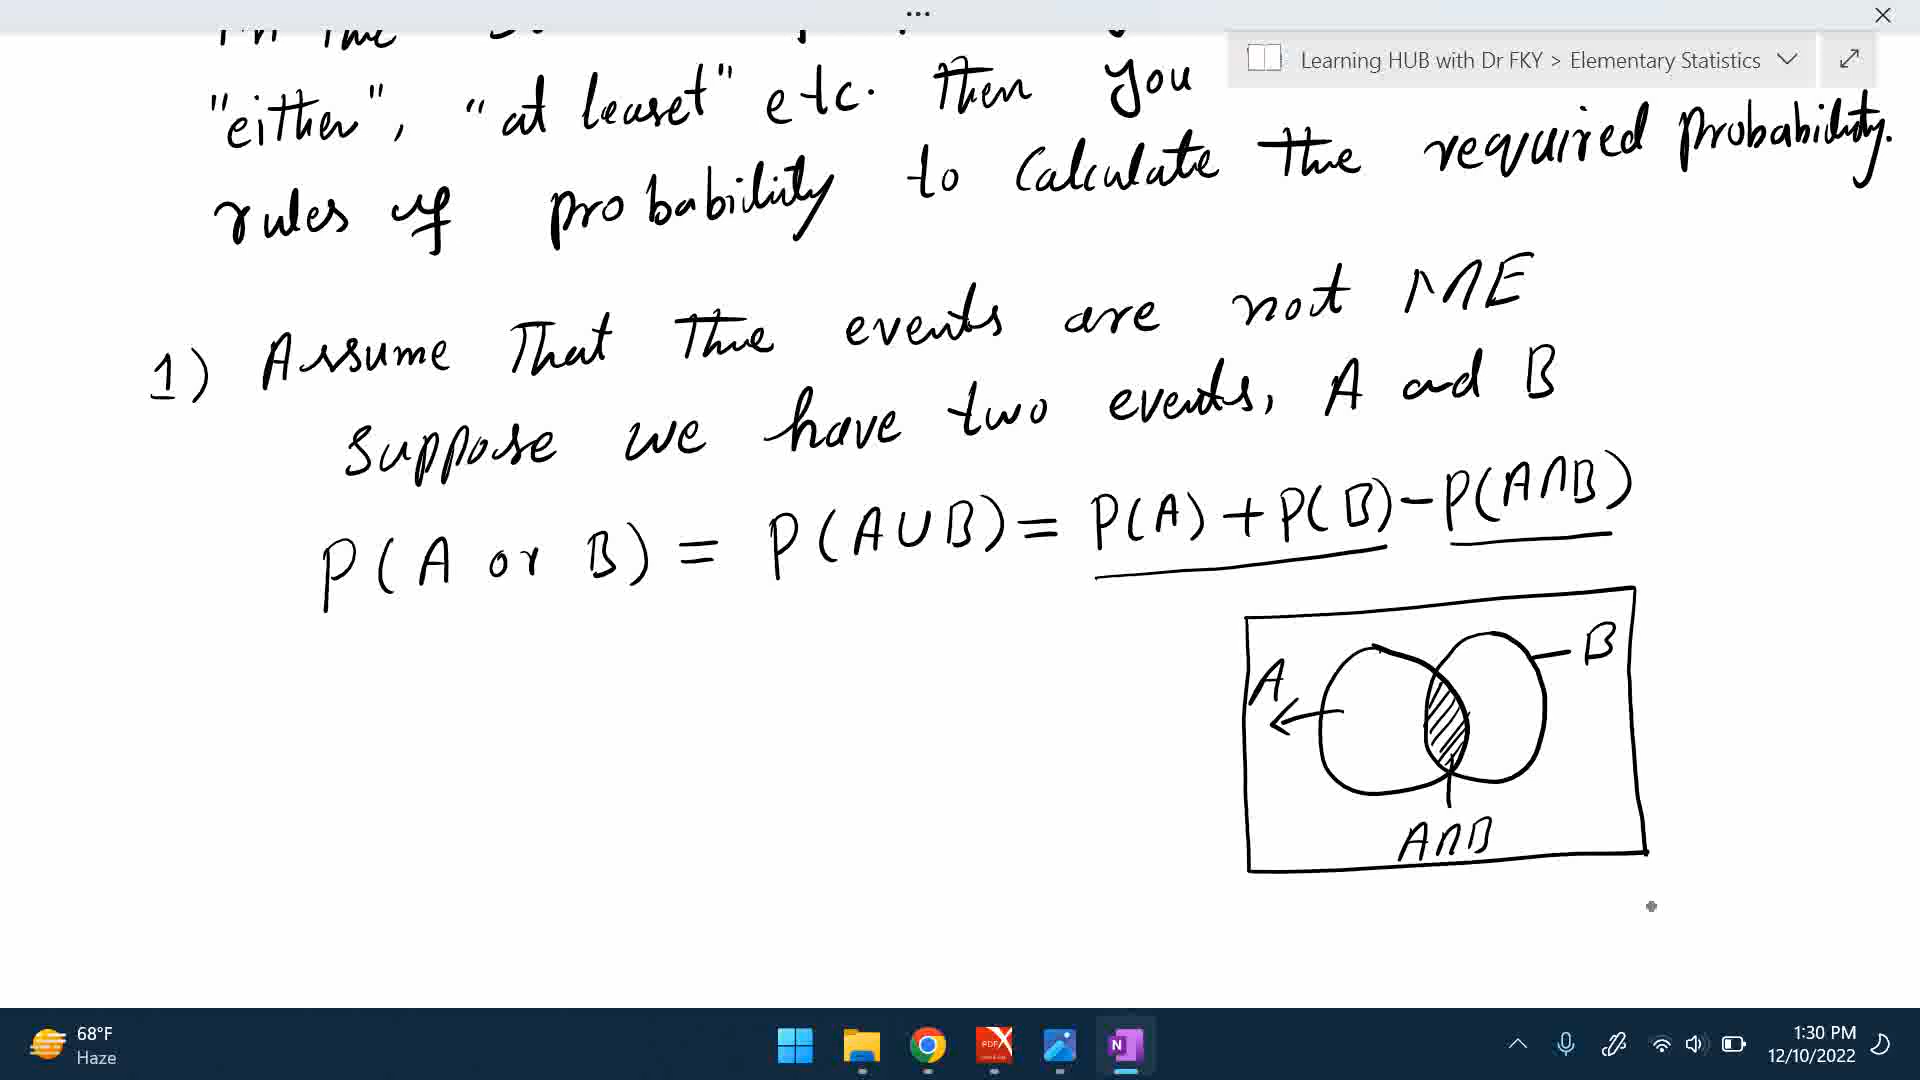 Learning HUB with Dr FKY > Elementary Statistics
"either", "at leaset" etc. Then you
rules of probability to calculate the required probability.
1) Assume That The events are not ME
Suppose we have two events, A and B
P(A or B) = P(A∪B) = P(A) + P(B) - P(A∩B)
A
B
A∩B
68°F
Haze
1:30 PM
12/10/2022